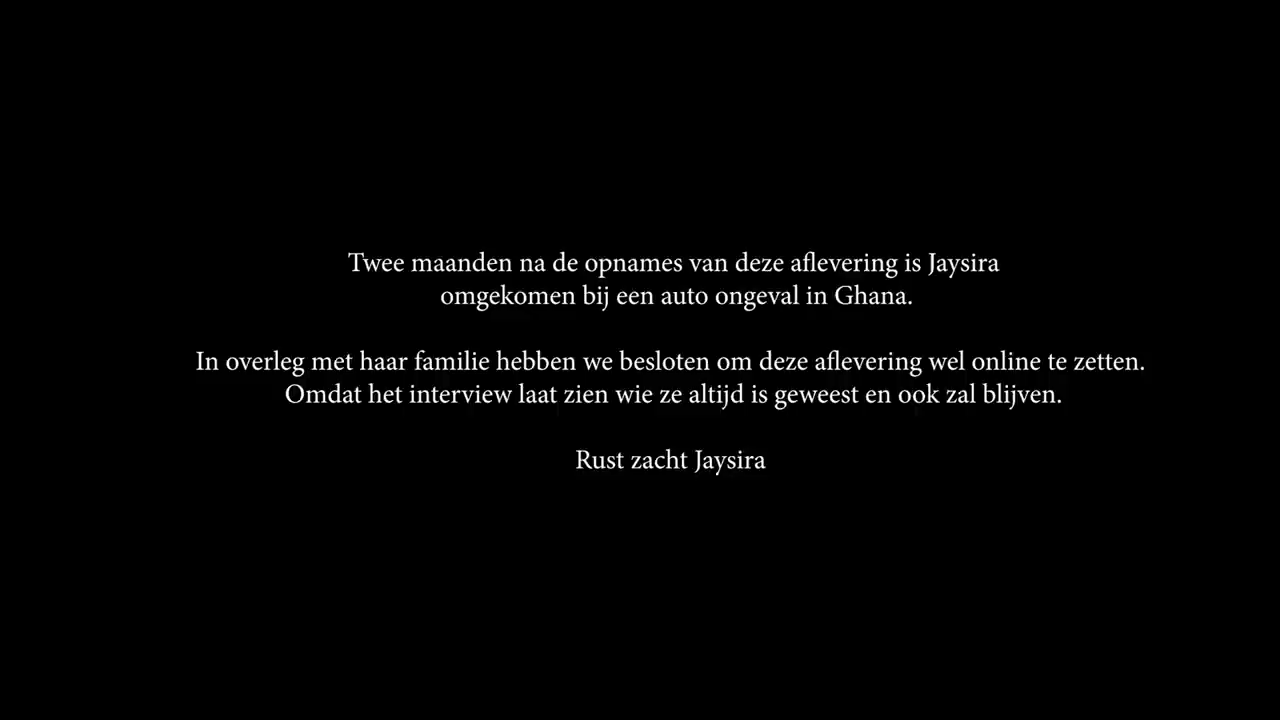 Twee maanden na de opnames van deze aflevering is Jaysira
omgekomen bij een auto ongeval in Ghana.
In overleg met haar familie hebben we besloten om deze aflevering wel online te zetten.
Omdat het interview laat zien wie ze altijd is geweest en ook zal blijven.
Rust zacht Jaysira